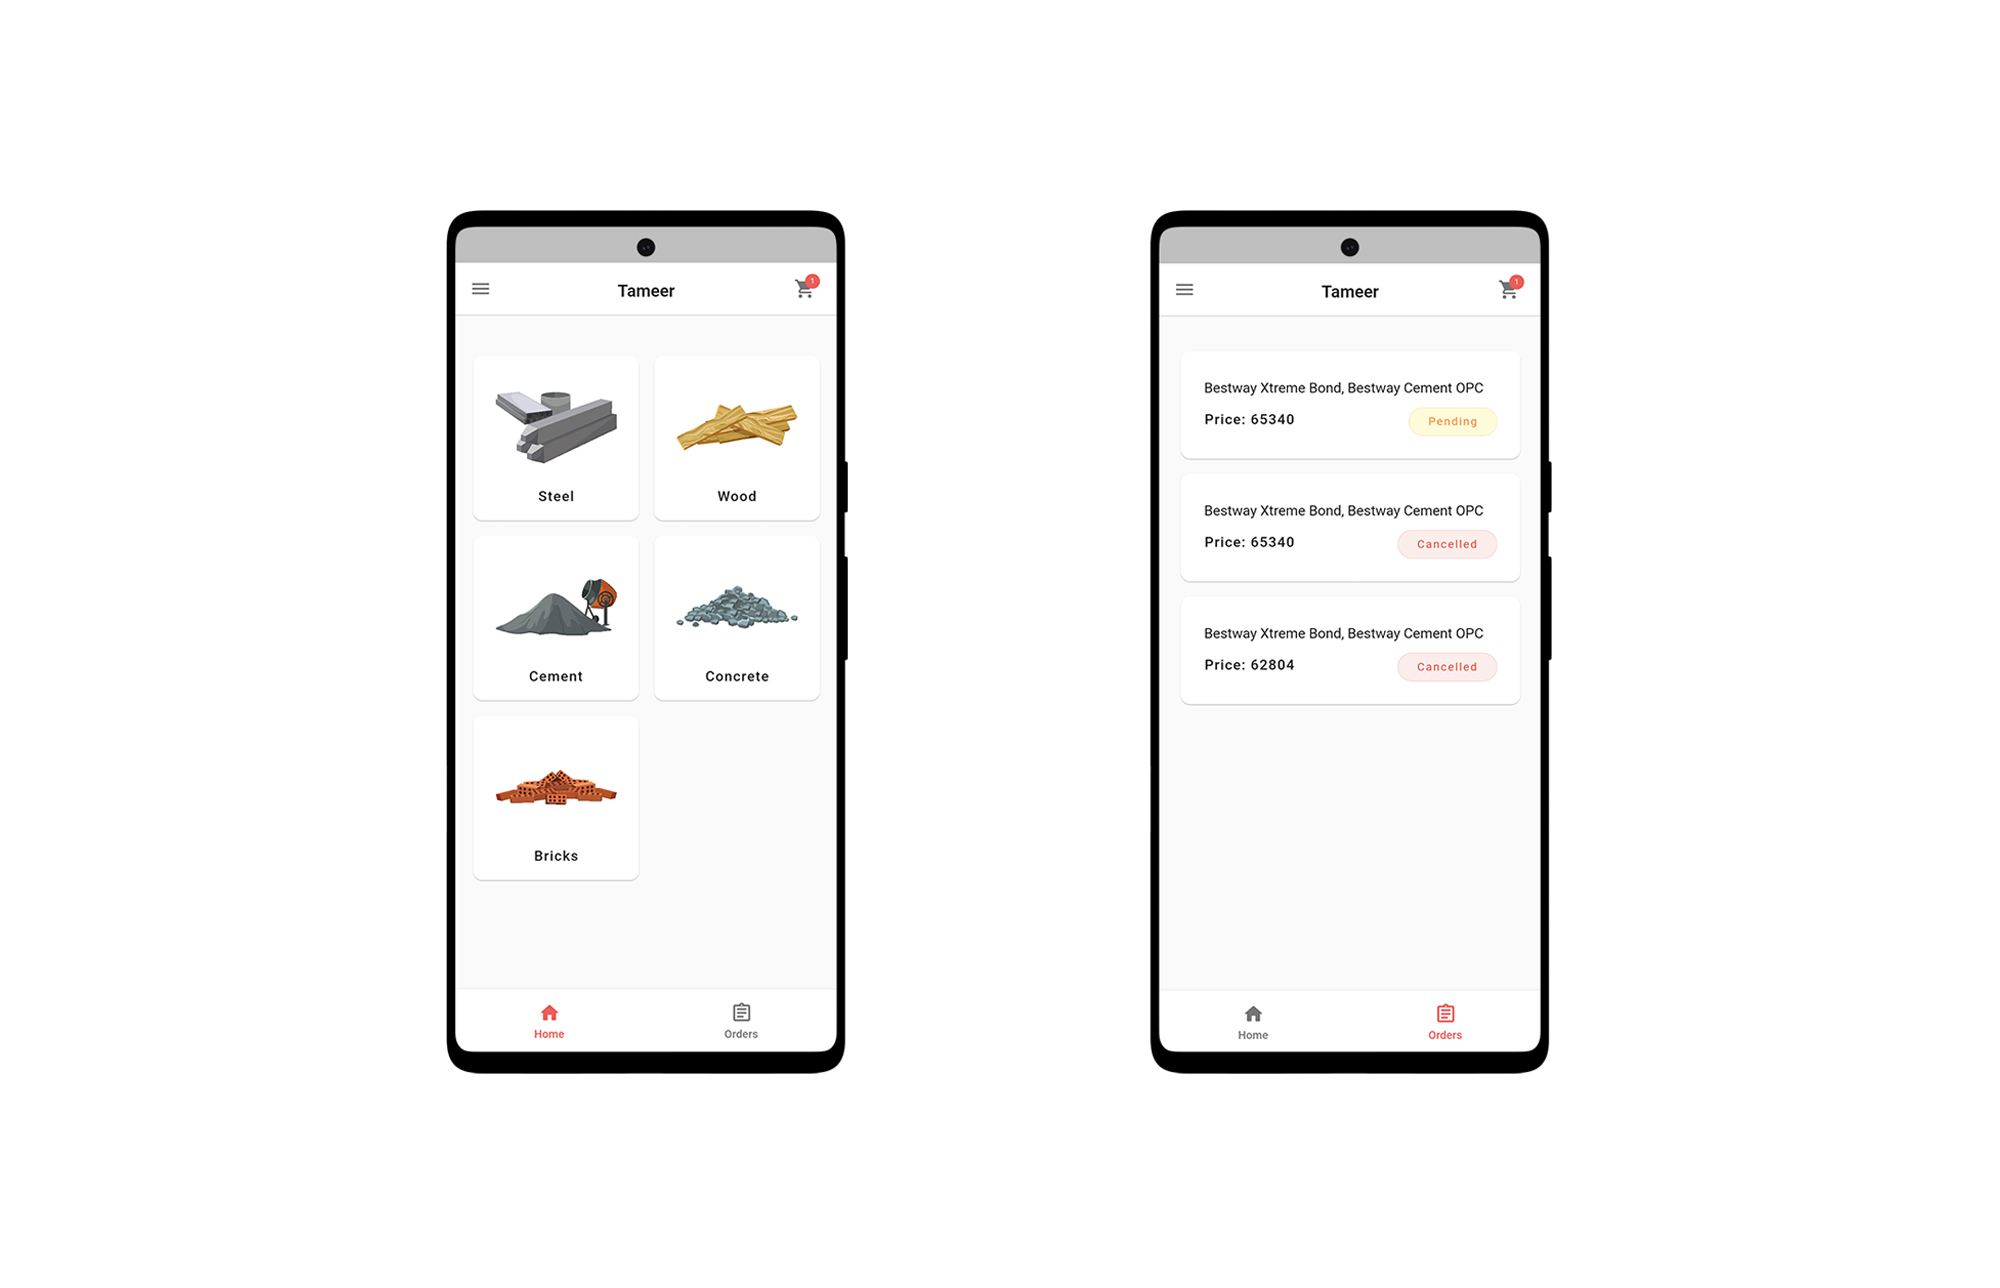 Tameer
1
Steel
Wood
Cement
Concrete
Bricks
Home
Orders
Tameer
1
Bestway Xtreme Bond, Bestway Cement OPC
Price: 65340
Pending
Bestway Xtreme Bond, Bestway Cement OPC
Price: 65340
Cancelled
Bestway Xtreme Bond, Bestway Cement OPC
Price: 62804
Cancelled
Home
Orders